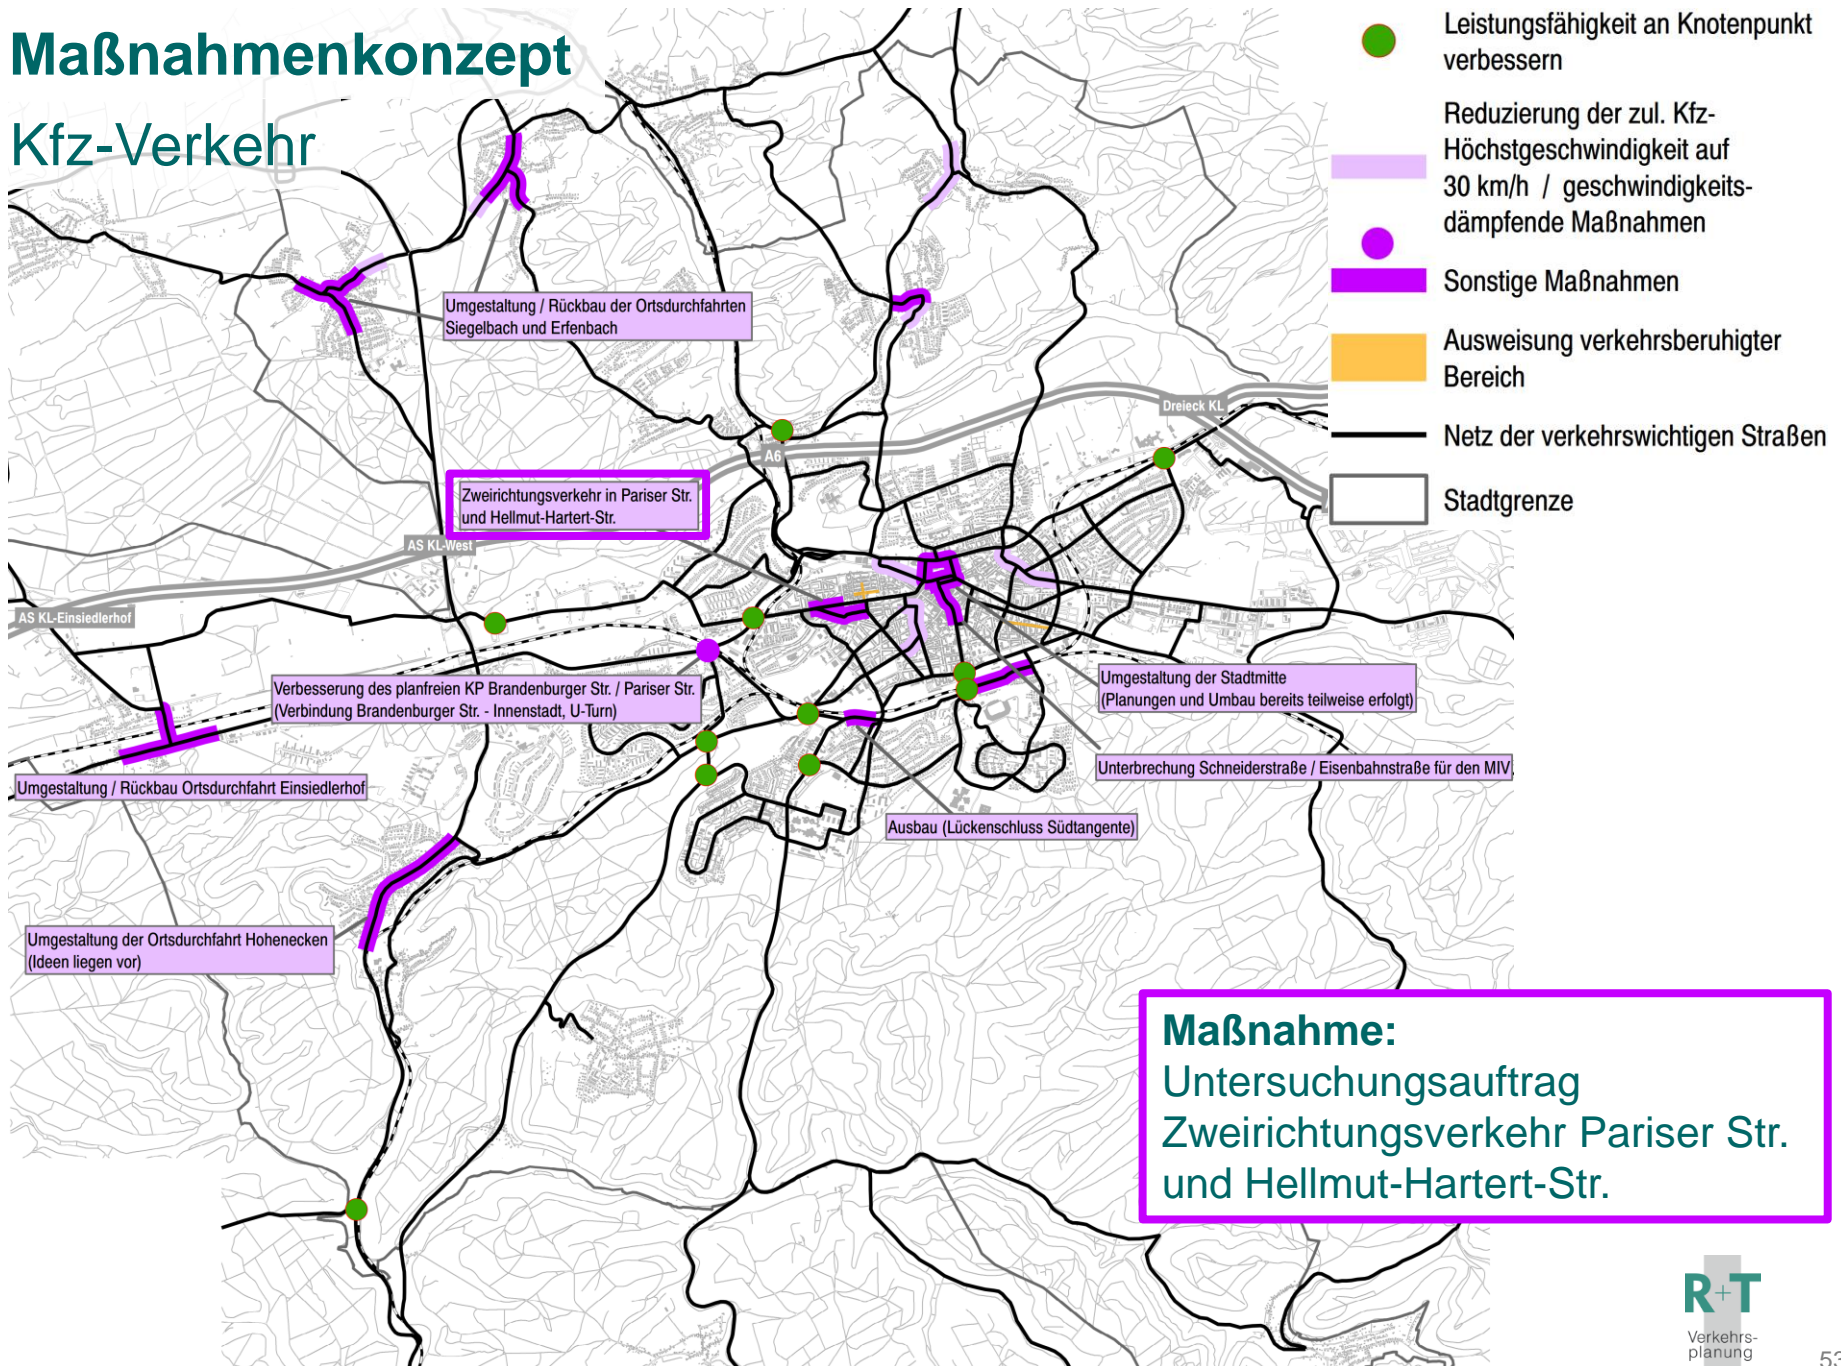 Maßnahmenkonzept
Kfz-Verkehr
Leistungsfähigkeit an Knotenpunkt
verbessern
Reduzierung der zul. Kfz-
Höchstgeschwindigkeit auf
30 km/h / geschwindigkeits-
dämpfende Maßnahmen
Sonstige Maßnahmen
Ausweisung verkehrsberuhigter
Bereich
Netz der verkehrswichtigen Straßen
Stadtgrenze
Umgestaltung / Rückbau der Ortsdurchfahrten
Siegelbach und Erfenbach
Dreieck KL
A6
Zweirichtungsverkehr in Pariser Str.
und Hellmut-Hartert-Str.
AS KL-West
AS KL-Einsiedlerhof
Verbesserung des planfreien KP Brandenburger Str. / Pariser Str.
(Verbindung Brandenburger Str. - Innenstadt, U-Turn)
Umgestaltung der Stadtmitte
(Planungen und Umbau bereits teilweise erfolgt)
Unterbrechung Schneiderstraße / Eisenbahnstraße für den MIV
Umgestaltung / Rückbau Ortsdurchfahrt Einsiedlerhof
Ausbau (Lückenschluss Südtangente)
Umgestaltung der Ortsdurchfahrt Hohenecken
(Ideen liegen vor)
Maßnahme:
Untersuchungsauftrag
Zweirichtungsverkehr Pariser Str.
und Hellmut-Hartert-Str.
R+T
Verkehrs-
planung